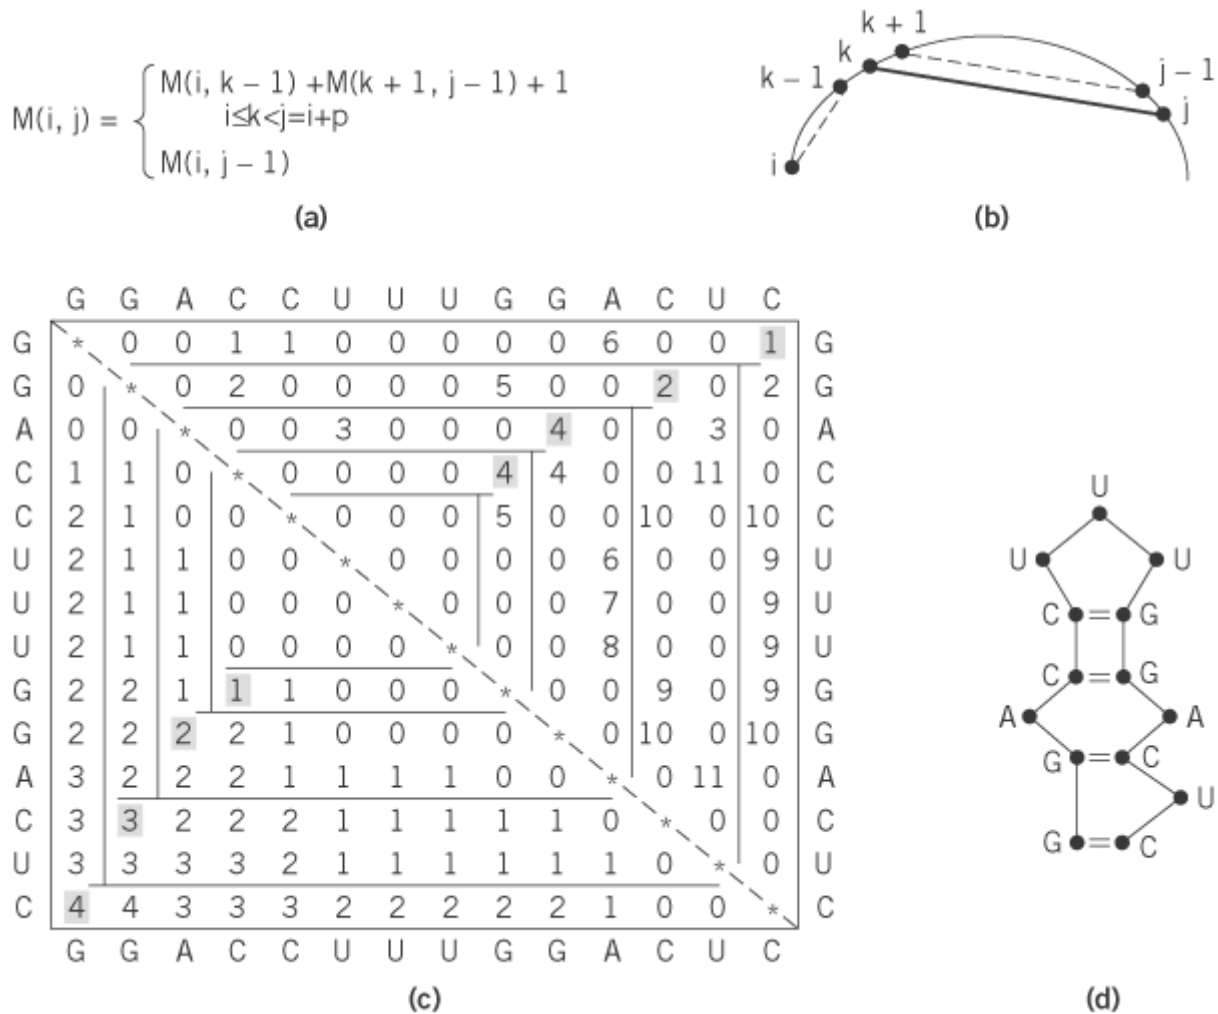 M(i, j) = { M(i, k – 1) +M(k + 1, j – 1) + 1
i≤k<j=i+p
M(i, j – 1)
(a)
k + 1
k
k – 1
j – 1
j
i
(b)
G G A C C U U U G G A C U C
G * 0 0 1 1 0 0 0 0 0 6 0 0 1 G
G 0 * 0 2 0 0 0 0 5 0 0 2 0 2 G
A 0 0 * 0 0 3 0 0 0 4 0 0 3 0 A
C 1 1 0 * 0 0 0 0 4 4 0 0 11 0 C
C 2 1 0 0 * 0 0 0 5 0 0 10 0 10 C
U 2 1 1 0 0 * 0 0 0 0 6 0 0 9 U
U 2 1 1 0 0 0 * 0 0 0 7 0 0 9 U
U 2 1 1 0 0 0 0 * 0 0 8 0 0 9 U
G 2 2 1 1 1 0 0 0 * 0 0 9 0 9 G
G 2 2 2 2 1 0 0 0 0 * 0 10 0 10 G
A 3 2 2 2 1 1 1 1 0 0 * 0 11 0 A
C 3 3 2 2 2 1 1 1 1 1 0 * 0 0 C
U 3 3 3 3 2 1 1 1 1 1 1 0 * 0 U
C 4 4 3 3 3 2 2 2 2 2 1 0 0 * C
G G A C C U U U G G A C U C
(c)
U
U U
C = G
C = G
A A
G = C
U
G = C
(d)